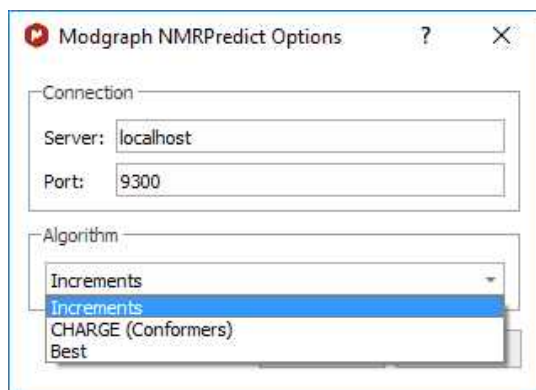 Modgraph NMRPredict Options ? X
Connection
Server: localhost
Port: 9300
Algorithm
Increments
Increments
CHARGE (Conformers)
Best